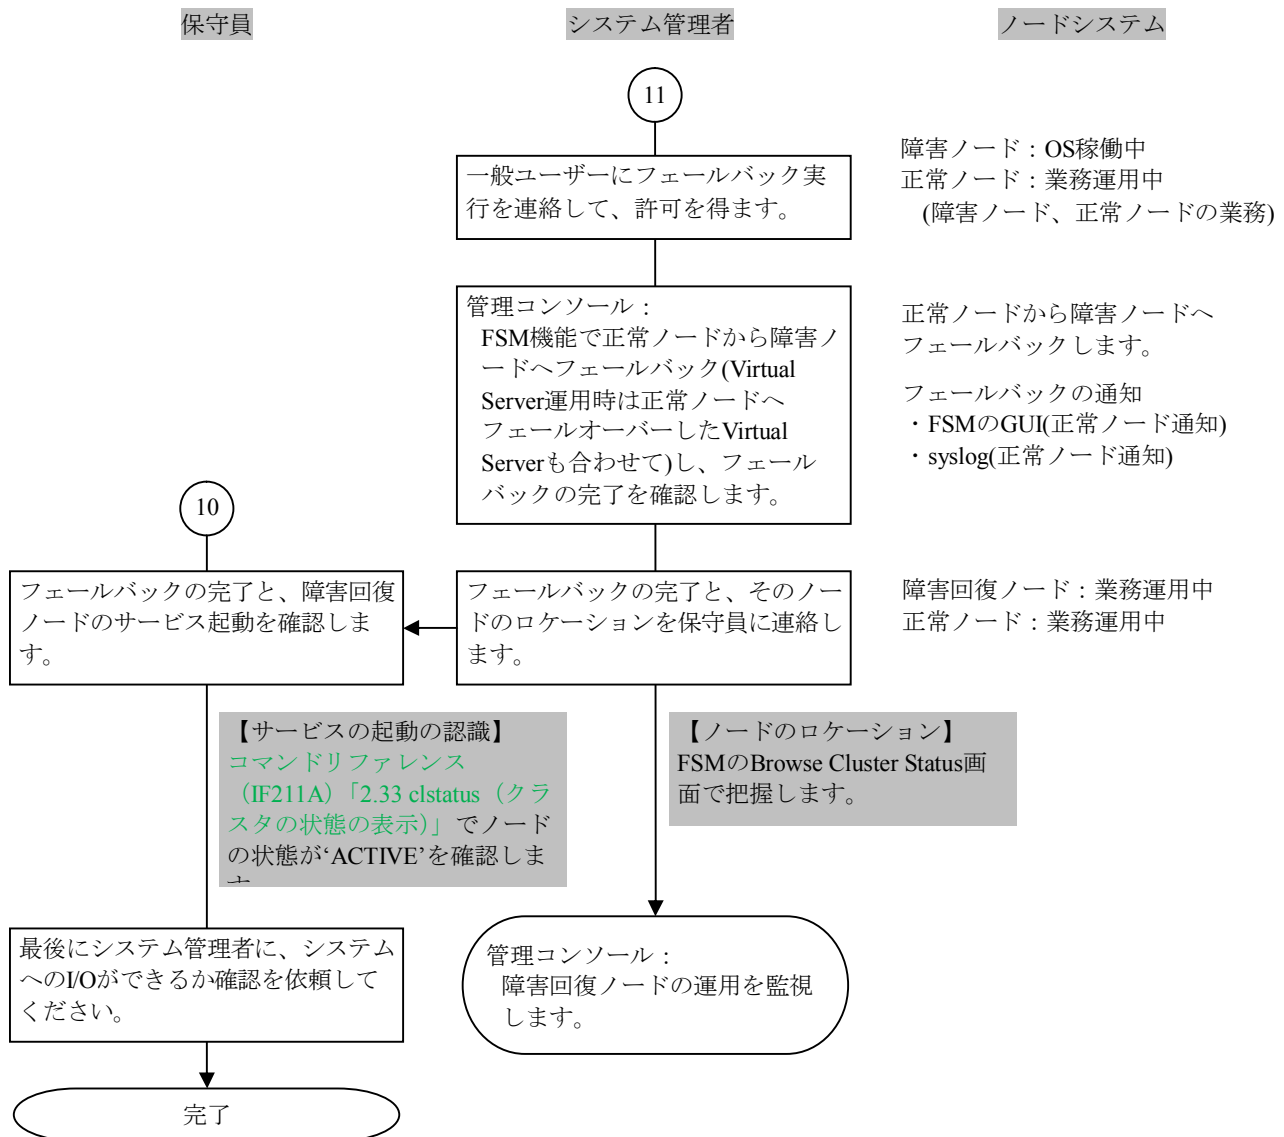 保守員
システム管理者
ノードシステム
11
一般ユーザーにフェールバック実
行を連絡して、許可を得ます。
障害ノード：OS稼働中
正常ノード：業務運用中
(障害ノード、正常ノードの業務)
管理コンソール：
FSM機能で正常ノードから障害ノ
ードへフェールバック(Virtual
Server運用時は正常ノードへ
フェールオーバーしたVirtual
Serverも合わせて)し、フェール
バックの完了を確認します。
正常ノードから障害ノードへ
フェールバックします。
フェールバックの通知
・FSMのGUI(正常ノード通知)
・syslog(正常ノード通知)
10
フェールバックの完了と、障害回復
ノードのサービス起動を確認しま
す。
フェールバックの完了と、そのノー
ドのロケーションを保守員に連絡し
ます。
障害回復ノード：業務運用中
正常ノード：業務運用中
【サービスの起動の認識】
コマンドリファレンス
（IF211A）「2.33 clstatus（クラ
スタの状態の表示）」でノード
の状態が‘ACTIVE’を確認しま
す。
【ノードのロケーション】
FSMのBrowse Cluster Status画
面で把握します。
最後にシステム管理者に、システム
へのI/Oができるか確認を依頼して
ください。
管理コンソール：
障害回復ノードの運用を監視
します。
完了